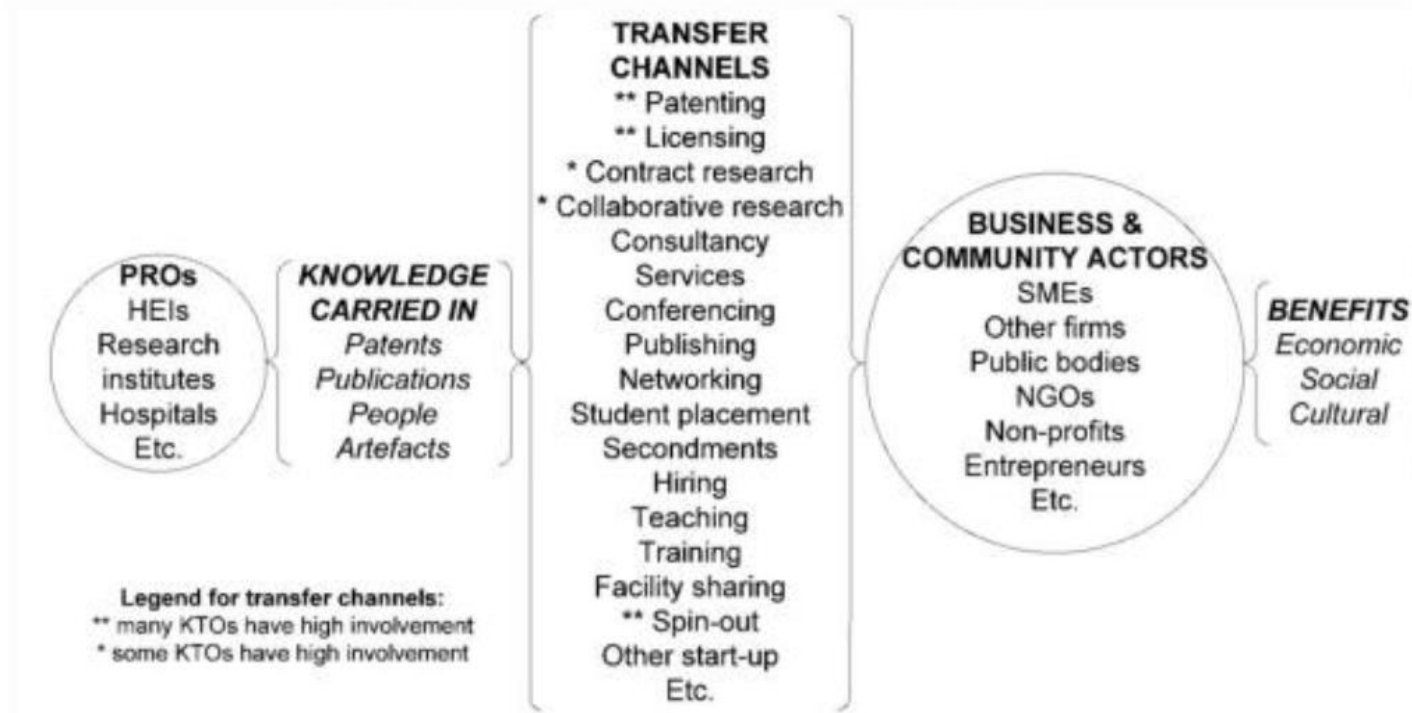 PROs
HEIs
Research
institutes
Hospitals
Etc.
KNOWLEDGE
CARRIED IN
Patents
Publications
People
Artefacts
TRANSFER
CHANNELS
** Patenting
** Licensing
* Contract research
* Collaborative research
Consultancy
Services
Conferencing
Publishing
Networking
Student placement
Secondments
Hiring
Teaching
Training
Facility sharing
** Spin-out
Other start-up
Etc.
BUSINESS &
COMMUNITY ACTORS
SMEs
Other firms
Public bodies
NGOs
Non-profits
Entrepreneurs
Etc.
BENEFITS
Economic
Social
Cultural
Legend for transfer channels:
** many KTOs have high involvement
* some KTOs have high involvement